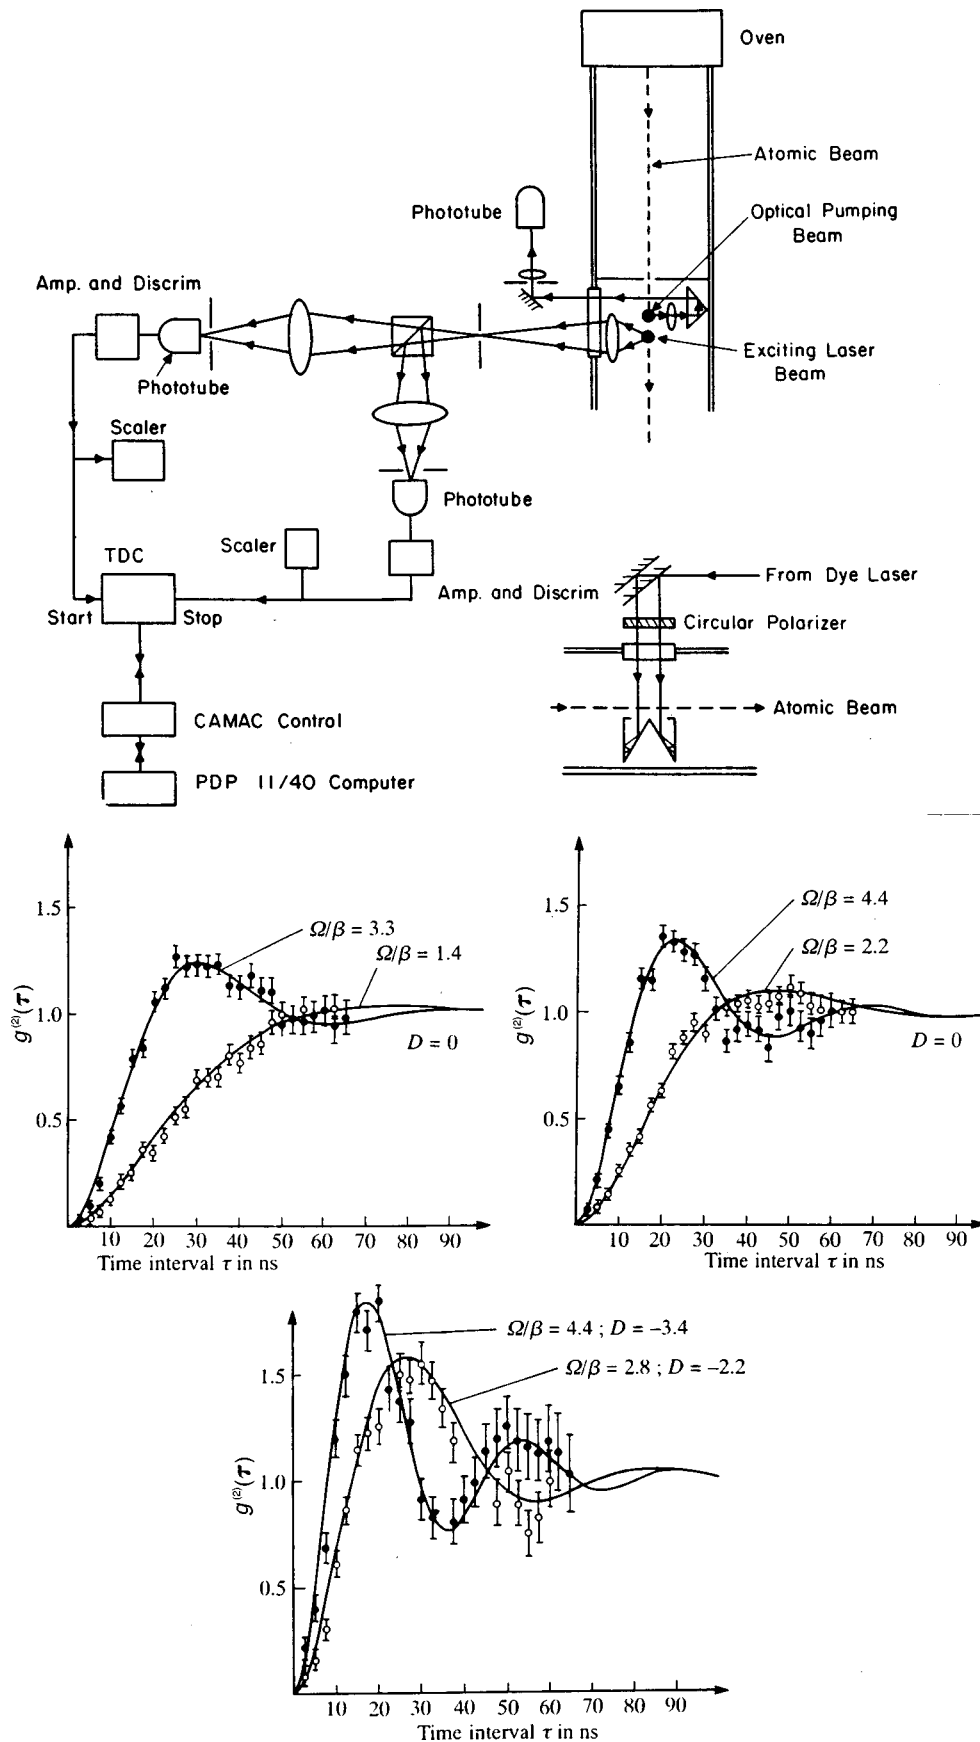 Oven
Atomic Beam
Phototube
Optical Pumping
Beam
Amp. and Discrim
Exciting Laser
Beam
Phototube
Scaler
Phototube
Scaler
TDC
Amp. and Discrim
From Dye Laser
Start
Stop
Circular Polarizer
CAMAC Control
Atomic Beam
PDP 11/40 Computer
1.5
1.0
0.5
g⁽²⁾(τ)
Ω/β = 3.3
Ω/β = 1.4
D = 0
10 20 30 40 50 60 70 80 90
Time interval τ in ns
1.5
1.0
0.5
g⁽²⁾(τ)
Ω/β = 4.4
Ω/β = 2.2
D = 0
10 20 30 40 50 60 70 80 90
Time interval τ in ns
1.5
1.0
0.5
g⁽²⁾(τ)
Ω/β = 4.4 ; D = −3.4
Ω/β = 2.8 ; D = −2.2
10 20 30 40 50 60 70 80 90
Time interval τ in ns